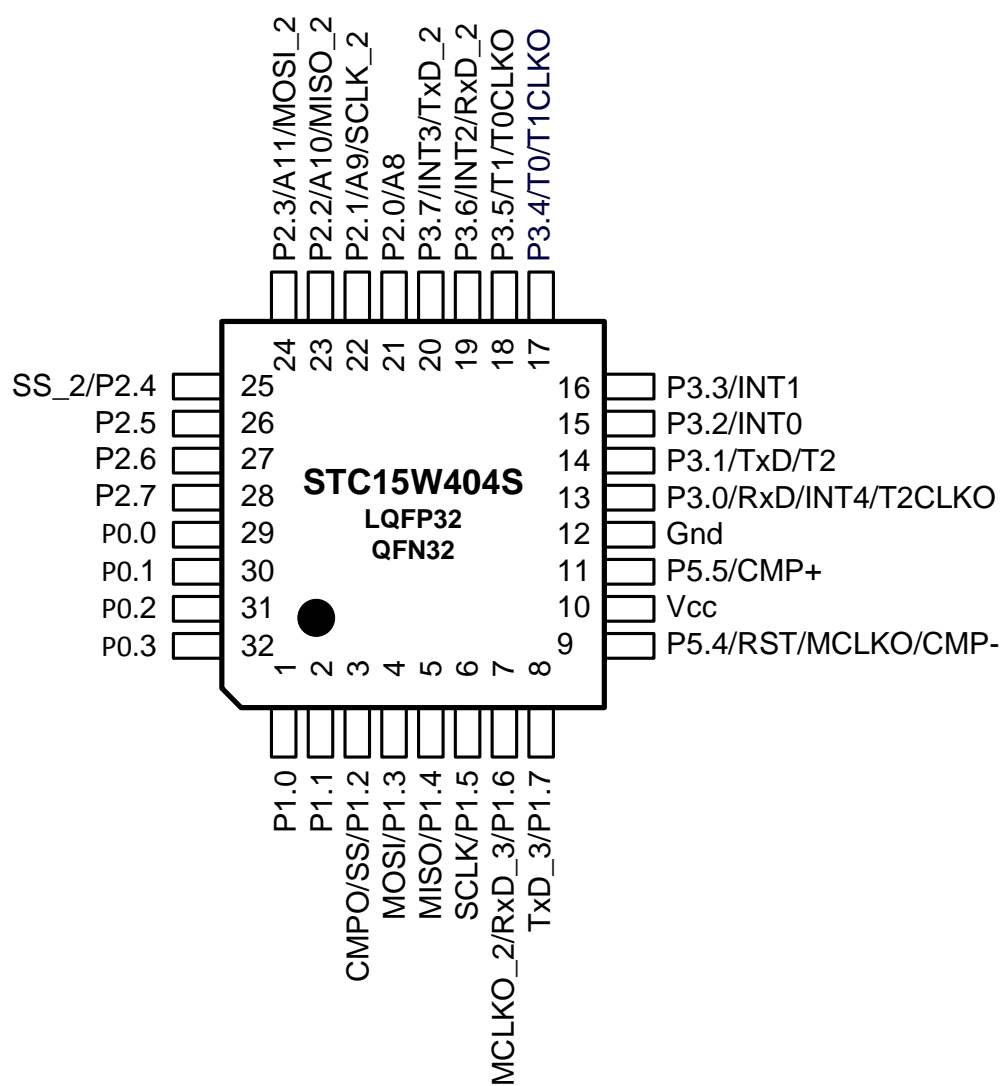 P2.3/A11/MOSI_2
P2.2/A10/MISO_2
P2.1/A9/SCLK_2
P2.0/A8
P3.7/INT3/TxD_2
P3.6/INT2/RxD_2
P3.5/T1/T0CLKO
P3.4/T0/T1CLKO
24
23
22
21
20
19
18
17
SS_2/P2.4
25
P2.5
26
P2.6
27
P2.7
28
P0.0
29
P0.1
30
P0.2
31
P0.3
32
STC15W404S
LQFP32
QFN32
16
P3.3/INT1
15
P3.2/INT0
14
P3.1/TxD/T2
13
P3.0/RxD/INT4/T2CLKO
12
Gnd
11
P5.5/CMP+
10
Vcc
9
P5.4/RST/MCLKO/CMP-
1
2
3
4
5
6
7
8
P1.0
P1.1
CMPO/SS/P1.2
MOSI/P1.3
MISO/P1.4
SCLK/P1.5
MCLKO_2/RxD_3/P1.6
TxD_3/P1.7